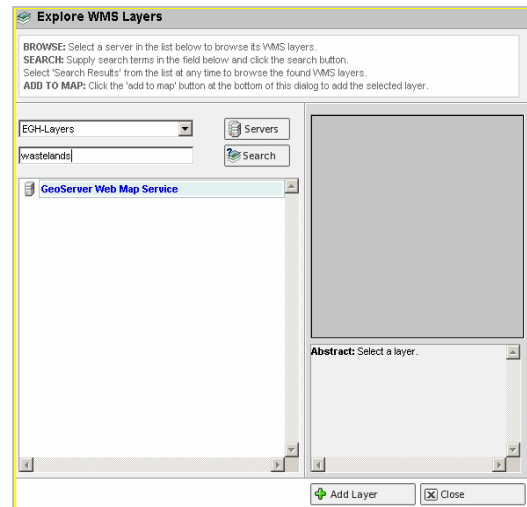 Explore WMS Layers
BROWSE: Select a server in the list below to browse its WMS layers.
SEARCH: Supply search terms in the field below and click the search button.
Select 'Search Results' from the list at any time to browse the found WMS layers.
ADD TO MAP: Click the 'add to map' button at the bottom of this dialog to add the selected layer.
EGH-Layers
Servers
wastelands
Search
GeoServer Web Map Service
Abstract: Select a layer.
Add Layer
Close